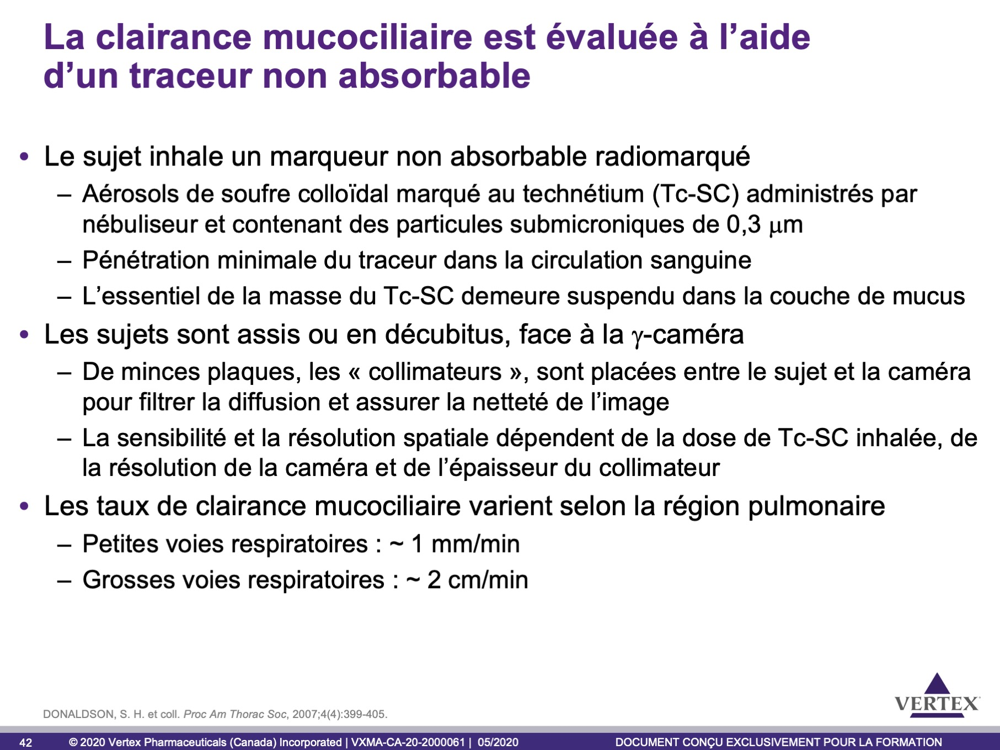 La clairance mucociliaire est évaluée à l’aide
d’un traceur non absorbable
• Le sujet inhale un marqueur non absorbable radiomarqué
– Aérosols de soufre colloïdal marqué au technétium (Tc-SC) administrés par
nébuliseur et contenant des particules submicroniques de 0,3 μm
– Pénétration minimale du traceur dans la circulation sanguine
– L’essentiel de la masse du Tc-SC demeure suspendu dans la couche de mucus
• Les sujets sont assis ou en décubitus, face à la γ-caméra
– De minces plaques, les « collimateurs », sont placées entre le sujet et la caméra
pour filtrer la diffusion et assurer la netteté de l’image
– La sensibilité et la résolution spatiale dépendent de la dose de Tc-SC inhalée, de
la résolution de la caméra et de l’épaisseur du collimateur
• Les taux de clairance mucociliaire varient selon la région pulmonaire
– Petites voies respiratoires : ~ 1 mm/min
– Grosses voies respiratoires : ~ 2 cm/min
VERTEX
DONALDSON, S. H. et coll. Proc Am Thorac Soc, 2007;4(4):399-405.
42 © 2020 Vertex Pharmaceuticals (Canada) Incorporated | VXMA-CA-20-2000061 | 05/2020 DOCUMENT CONÇU EXCLUSIVEMENT POUR LA FORMATION